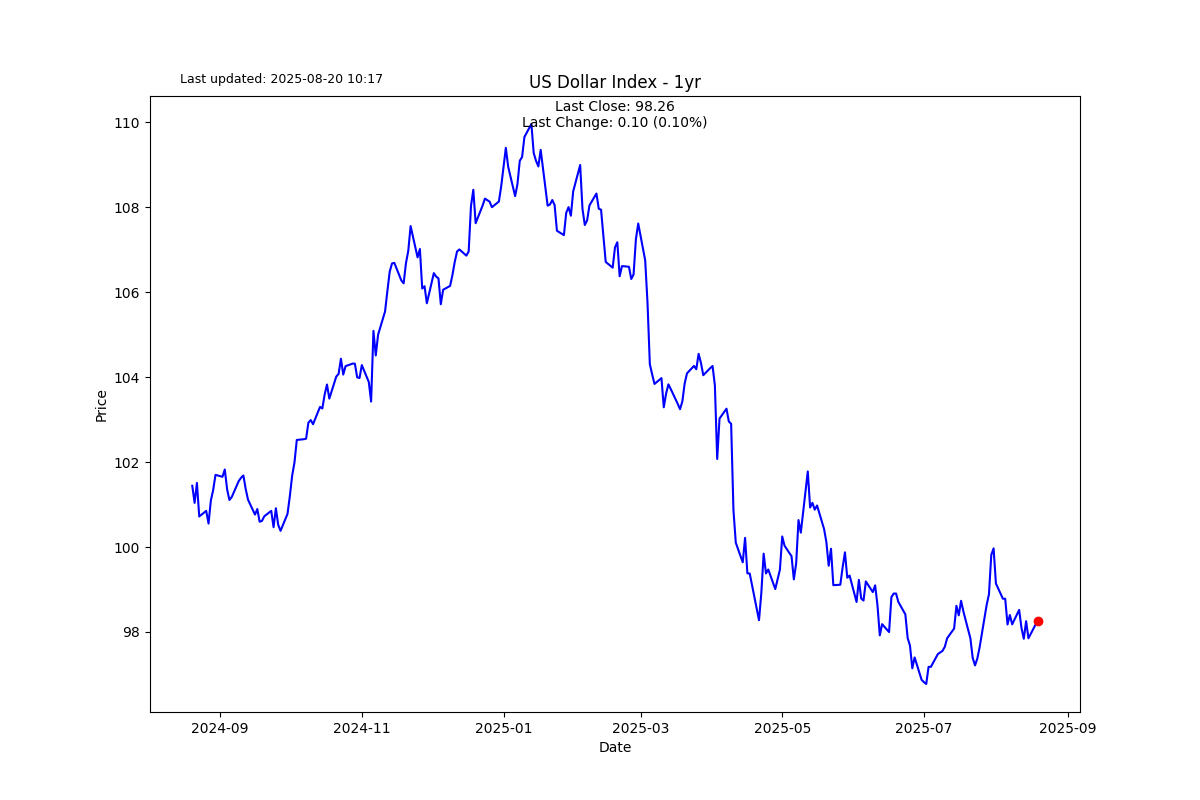 Last updated: 2025-08-20 10:17
US Dollar Index - 1yr
Last Close: 98.26
Last Change: 0.10 (0.10%)
110
108
106
104
102
100
98
Price
2024-09
2024-11
2025-01
2025-03
2025-05
2025-07
2025-09
Date